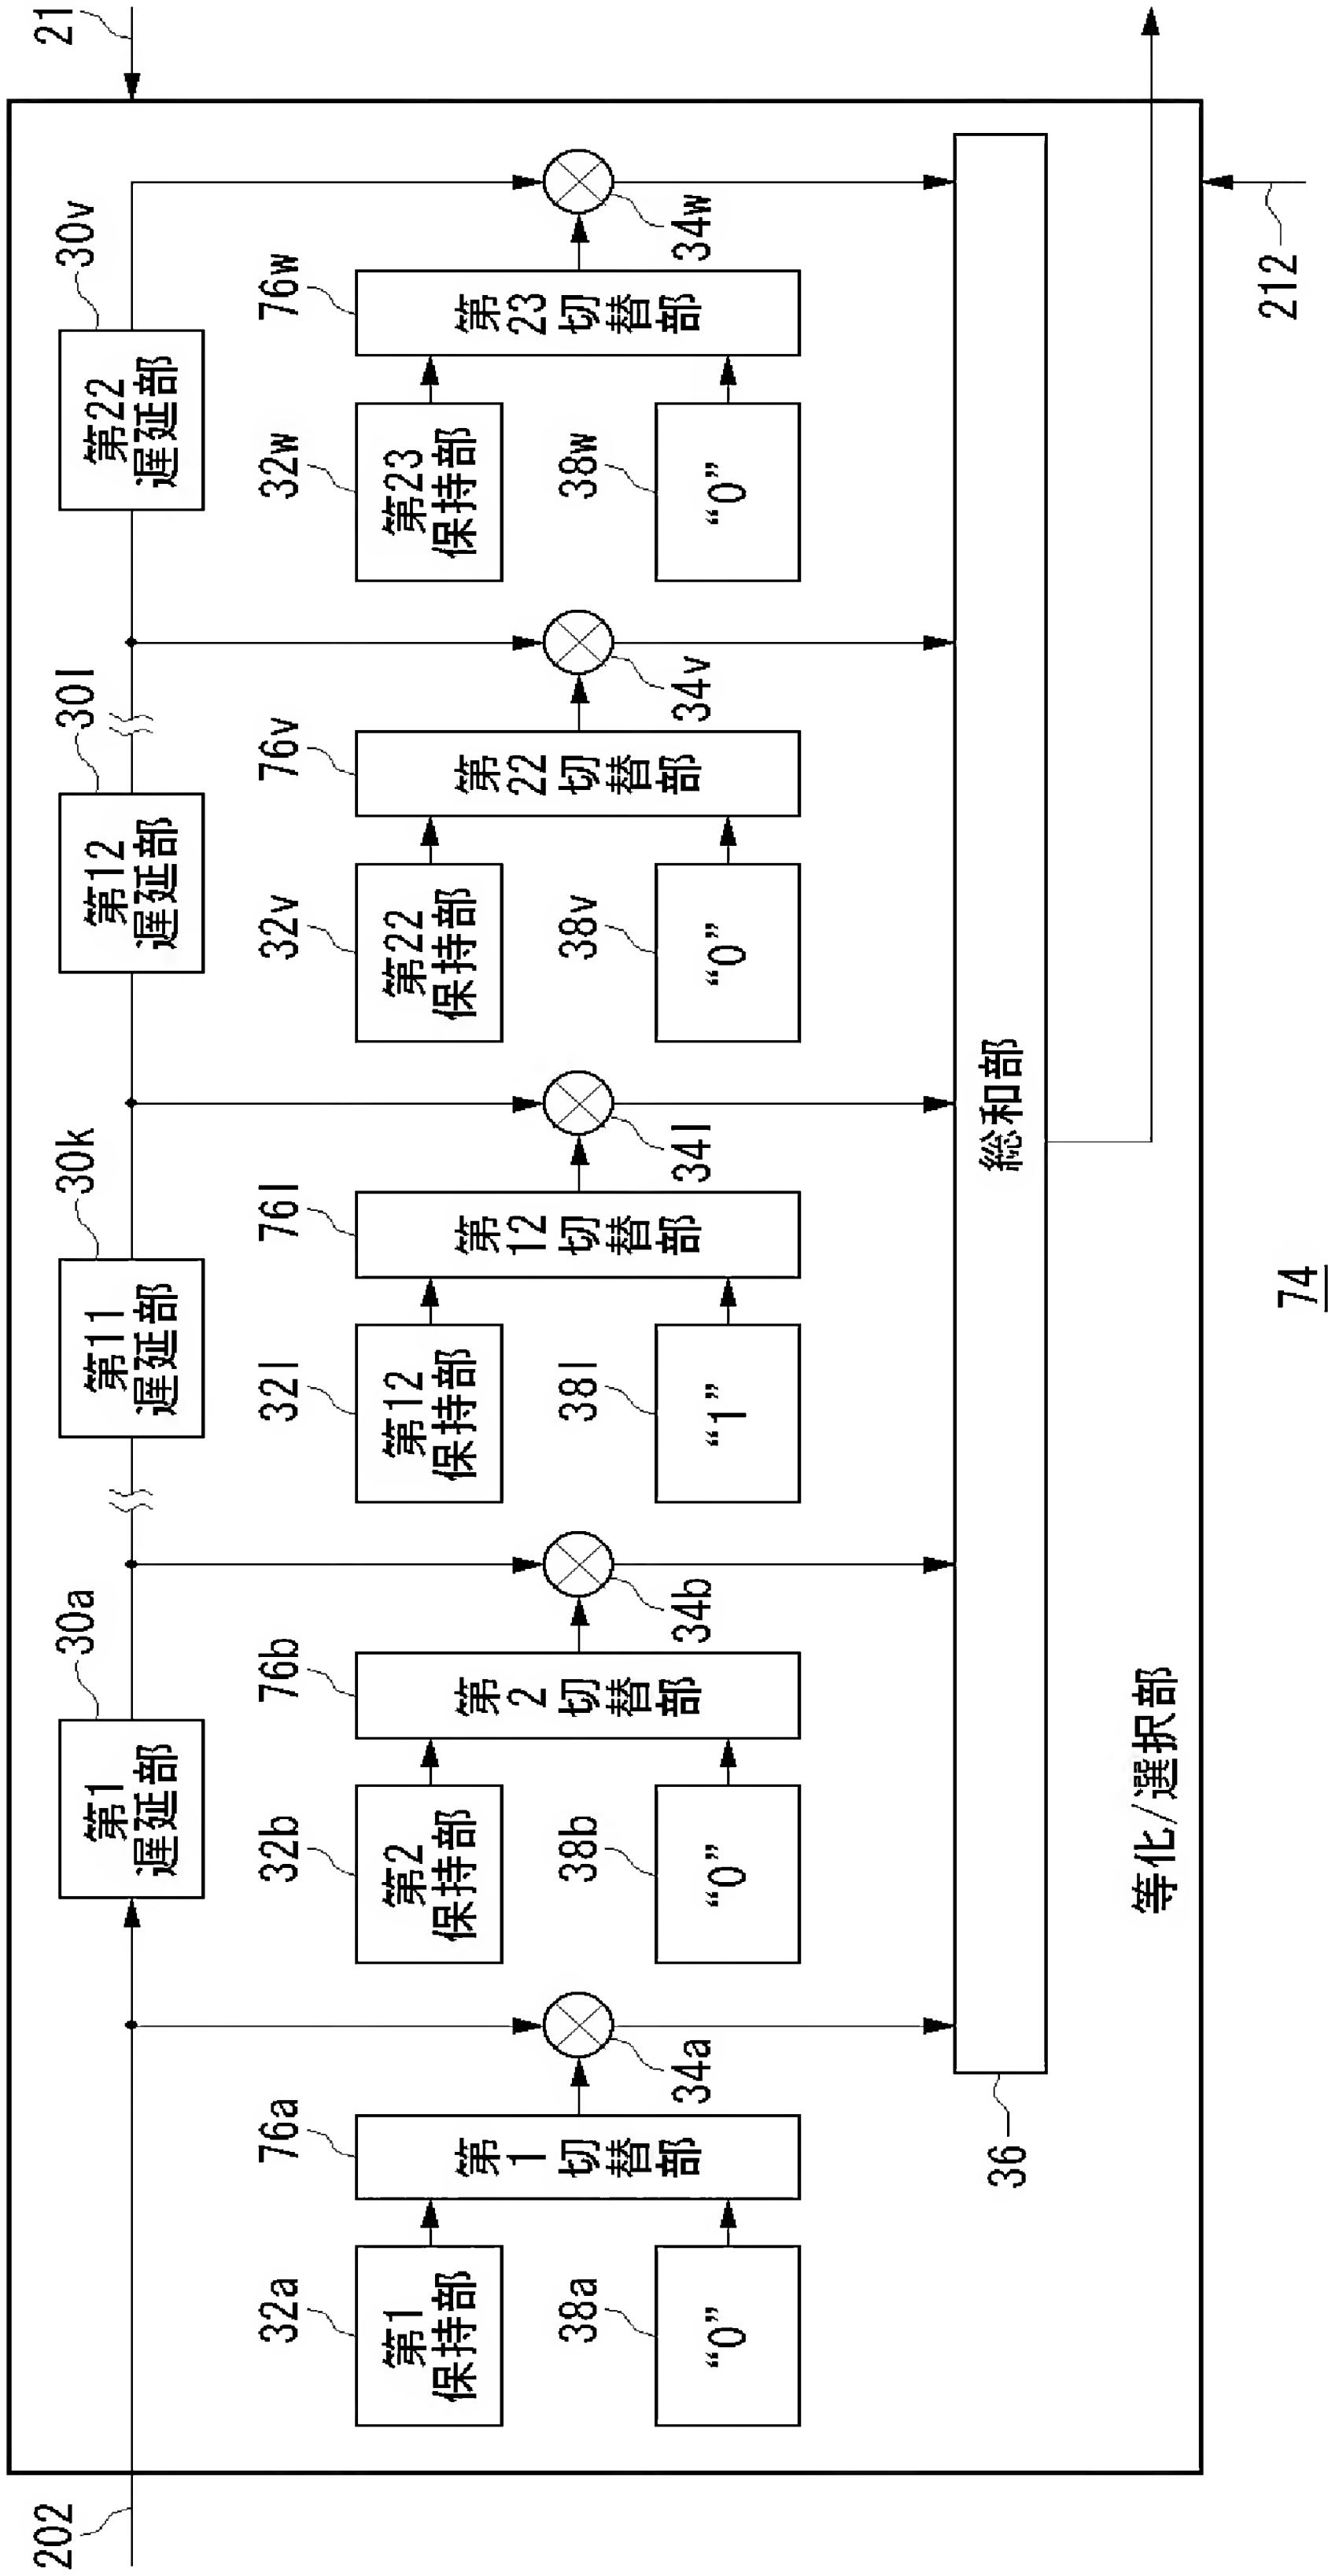 202
21
30a
30k
30l
30v
第1
遅延部
第11
遅延部
第12
遅延部
第22
遅延部
32a
76a
32b
76b
32l
76l
32v
76v
32w
76w
第1
保持部
第1切替部
第2
保持部
第2切替部
第12
保持部
第12切替部
第22
保持部
第22切替部
第23
保持部
第23切替部
38a
38b
38l
38v
38w
“0”
“0”
“1”
“0”
“0”
34a
34b
34l
34v
34w
総和部
36
等化/選択部
212
74